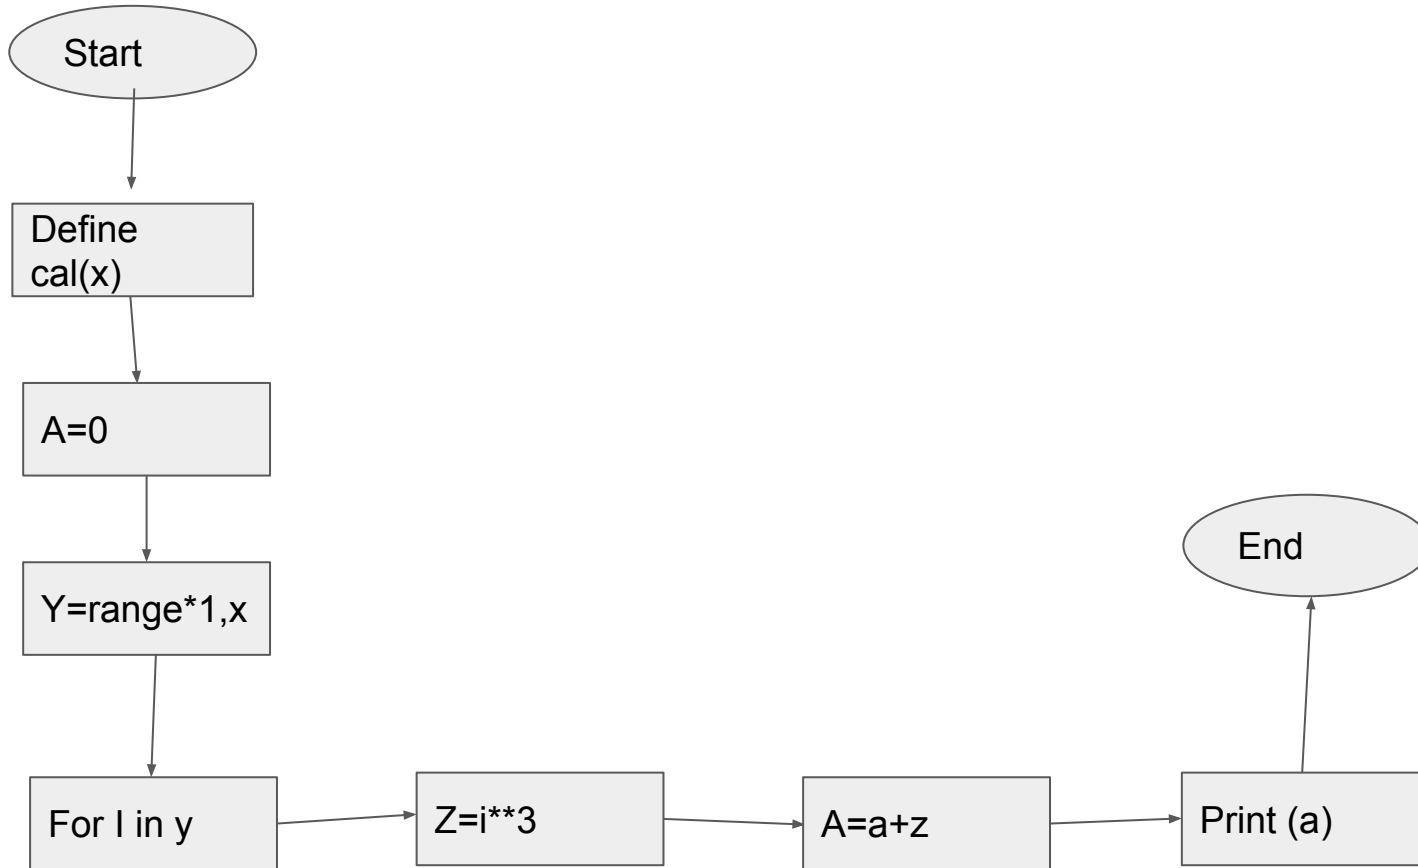 Start
Define
cal(x)
A=0
Y=range*1,x
For I in y
Z=i**3
A=a+z
Print (a)
End